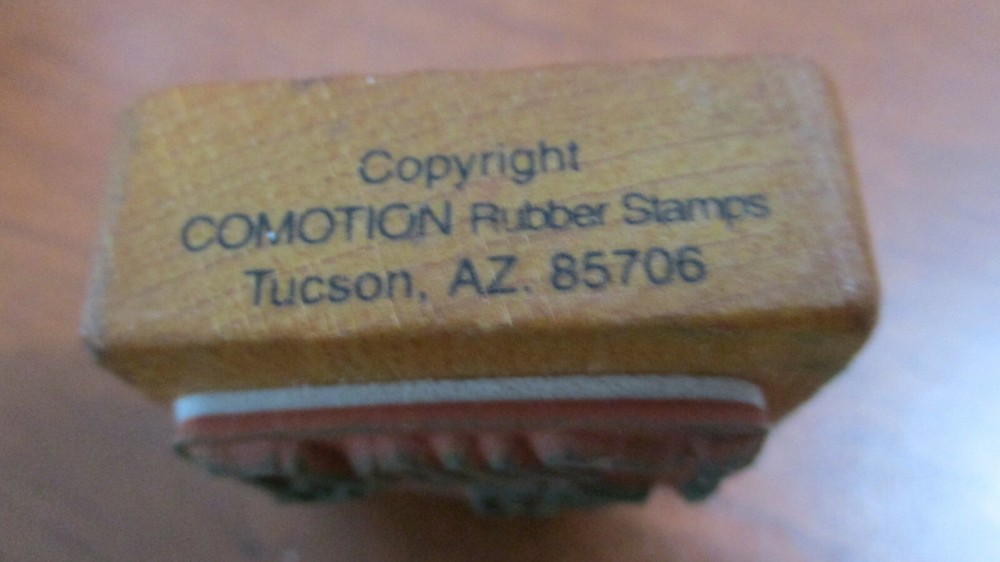 Copyright
COMOTION Rubber Stamps
Tucson, AZ. 85706